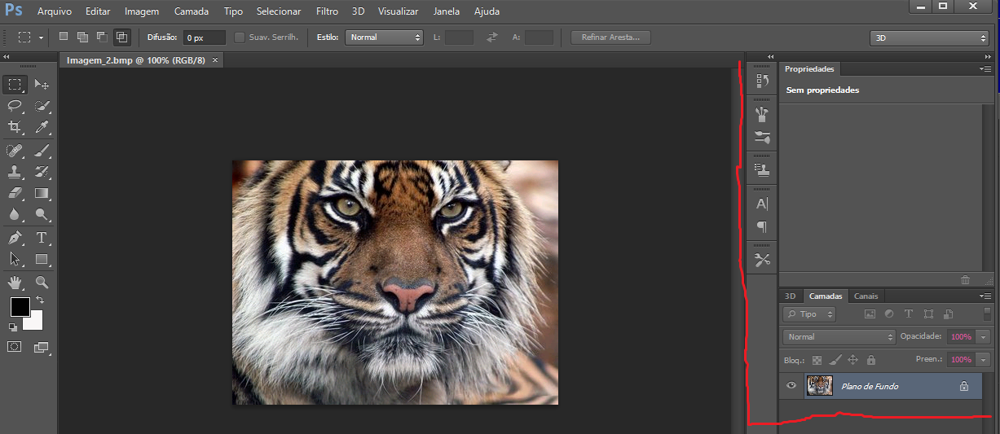 Ps Arquivo Editar Imagem Camada Tipo Selecionar Filtro 3D Visualizar Janela Ajuda
Difusão: 0 px Suav. Serrilh. Estilo: Normal L: A: Refinar Aresta... 3D
Imagem_2.bmp @ 100% (RGB/8) ×
Propriedades
Sem propriedades
3D Camadas Canais
Tipo
Normal Opacidade: 100%
Bloq.: Preen.: 100%
Plano de Fundo